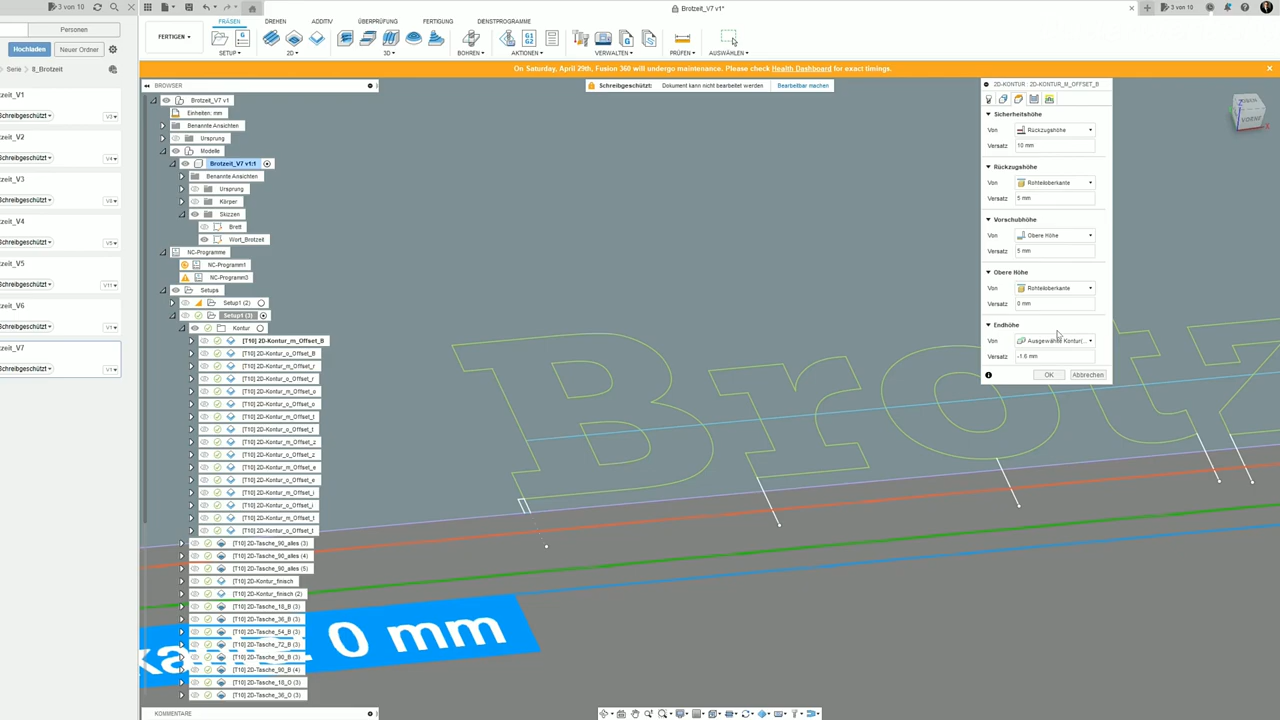 3 von 10
Personen
Hochladen
Neuer Ordner
Serie
II_Brotzeit
V1
Schreibgeschützt
V2
Schreibgeschützt
V3
Schreibgeschützt
V4
Schreibgeschützt
V5
Schreibgeschützt
V11
V6
Schreibgeschützt
zeit_V7
Schreibgeschützt
Brotzeit_V7 v1*
3 von 10
FRÄSEN
DREHEN
ADDITIV
ÜBERPRÜFUNG
FERTIGUNG
DIENSTPROGRAMME
FERTIGEN
SETUP
2D
3D
BOHREN
AKTIONEN
VERWALTEN
PRÜFEN
AUSWÄHLEN
On Saturday, April 29th, Fusion 360 will undergo maintenance. Please check Health Dashboard for exact timings.
BROWSER
Schreibgeschützt:
Dokument kann nicht bearbeitet werden
Bearbeitbar machen
Brotzeit_V7 v1
Einheiten: mm
Benannte Ansichten
Ursprung
Modelle
Brotzeit_V7 v1:1
Benannte Ansichten
Ursprung
Körper
Skizzen
Brett
Wort_Brotzeit
NC-Programme
NC-Programm1
NC-Programm3
Setups
Setup1 (2)
Setup1 (3)
Kontur
[T10] 2D-Kontur_m_Offset_B
[T10] 2D-Kontur_o_Offset_B
[T10] 2D-Kontur_m_Offset_r
[T10] 2D-Kontur_o_Offset_r
[T10] 2D-Kontur_m_Offset_o
[T10] 2D-Kontur_o_Offset_o
[T10] 2D-Kontur_m_Offset_t
[T10] 2D-Kontur_o_Offset_t
[T10] 2D-Kontur_m_Offset_z
[T10] 2D-Kontur_o_Offset_z
[T10] 2D-Kontur_m_Offset_e
[T10] 2D-Kontur_o_Offset_e
[T10] 2D-Kontur_m_Offset_i
[T10] 2D-Kontur_o_Offset_i
[T10] 2D-Kontur_m_Offset_t
[T10] 2D-Kontur_o_Offset_t
[T10] 2D-Tasche_90_alles (3)
[T10] 2D-Tasche_90_alles (4)
[T10] 2D-Tasche_90_alles (5)
[T10] 2D-Kontur_finisch
[T10] 2D-Kontur_finisch (2)
[T10] 2D-Tasche_18_B (3)
[T10] 2D-Tasche_36_B (3)
[T10] 2D-Tasche_54_B (3)
[T10] 2D-Tasche_72_B (3)
[T10] 2D-Tasche_90_B (3)
[T10] 2D-Tasche_90_B (4)
[T10] 2D-Tasche_18_O (3)
[T10] 2D-Tasche_36_O (3)
KOMMENTARE
Brotz
0 mm
VORNE
2D-KONTUR : 2D-KONTUR_M_OFFSET_B
Sicherheitshöhe
Von
Rückzugshöhe
Versatz
10 mm
Rückzugshöhe
Von
Rohteiloberkante
Versatz
5 mm
Vorschubhöhe
Von
Obere Höhe
Versatz
5 mm
Obere Höhe
Von
Rohteiloberkante
Versatz
0 mm
Endhöhe
Von
Ausgewählte Kontur(...
Versatz
-1.6 mm
OK
Abbrechen